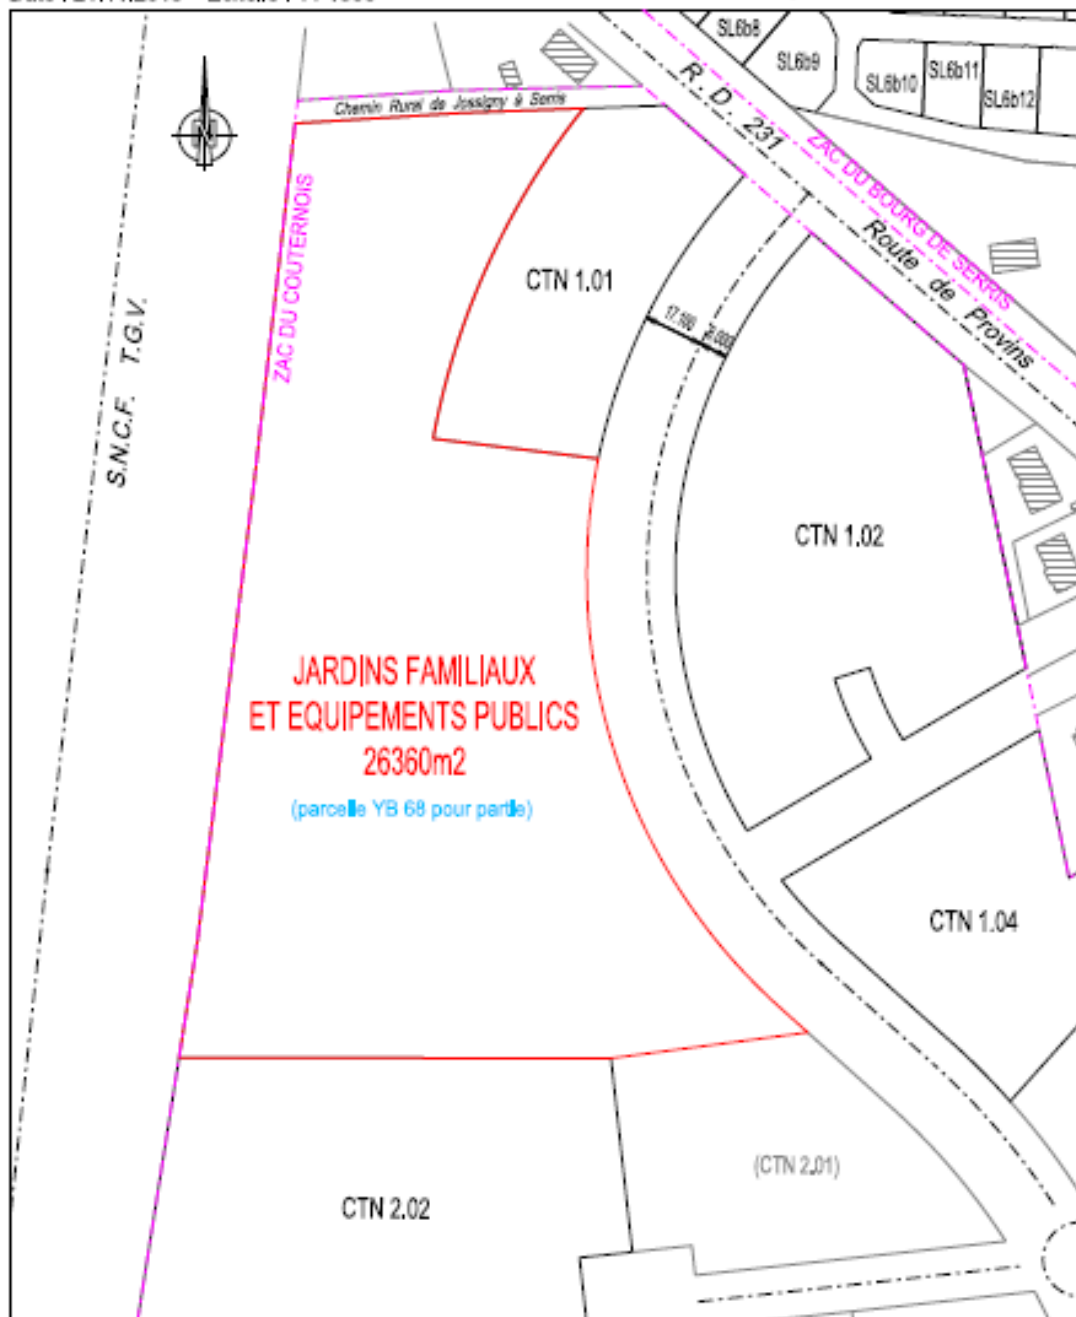 SL6b8
SL6b9
SL6b10
SL6b11
SL6b12
R. D. 231
Route de Provins
ZAC DU BOURG DE SERRIS
Chemin Rural de Jossigny à Serris
N
ZAC DU COUTERNOIS
S.N.C.F. T.G.V.
CTN 1.01
17.100
CTN 1.02
JARDINS FAMILIAUX
ET EQUIPEMENTS PUBLICS
26360m2
(parcelle YB 68 pour partie)
CTN 1.04
(CTN 2.01)
CTN 2.02